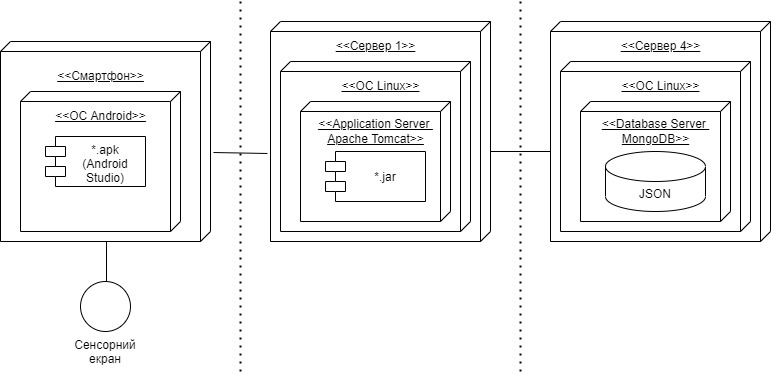 <<Смартфон>>
<<ОС Android>>
*.apk
(Android
Studio)
Сенсорний
екран
<<Сервер 1>>
<<ОС Linux>>
<<Application Server
Apache Tomcat>>
*.jar
<<Сервер 4>>
<<ОС Linux>>
<<Database Server
MongoDB>>
JSON